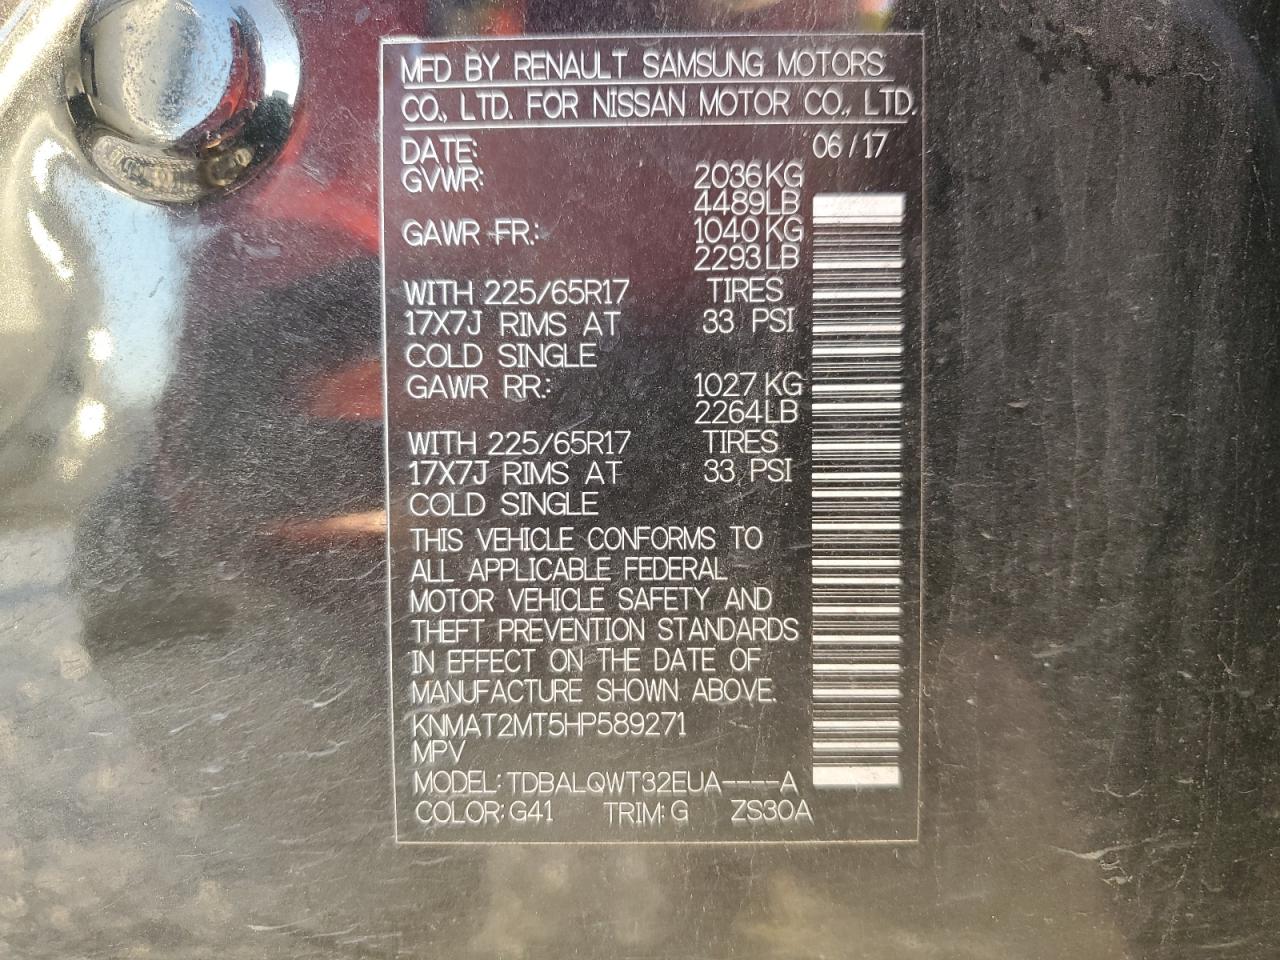 MFD BY RENAULT SAMSUNG MOTORS
CO., LTD. FOR NISSAN MOTOR CO., LTD.
DATE: 06/17
GVWR: 2036KG
4489LB
GAWR FR.: 1040 KG
2293LB
WITH 225/65R17 TIRES
17X7J RIMS AT 33 PSI
COLD SINGLE
GAWR RR.: 1027 KG
2264LB
WITH 225/65R17 TIRES
17X7J RIMS AT 33 PSI
COLD SINGLE
THIS VEHICLE CONFORMS TO
ALL APPLICABLE FEDERAL
MOTOR VEHICLE SAFETY AND
THEFT PREVENTION STANDARDS
IN EFFECT ON THE DATE OF
MANUFACTURE SHOWN ABOVE.
KNMAT2MT5HP589271
MPV
MODEL: TDBALQWT32EUA----A
COLOR: G41 TRIM: G ZS30A